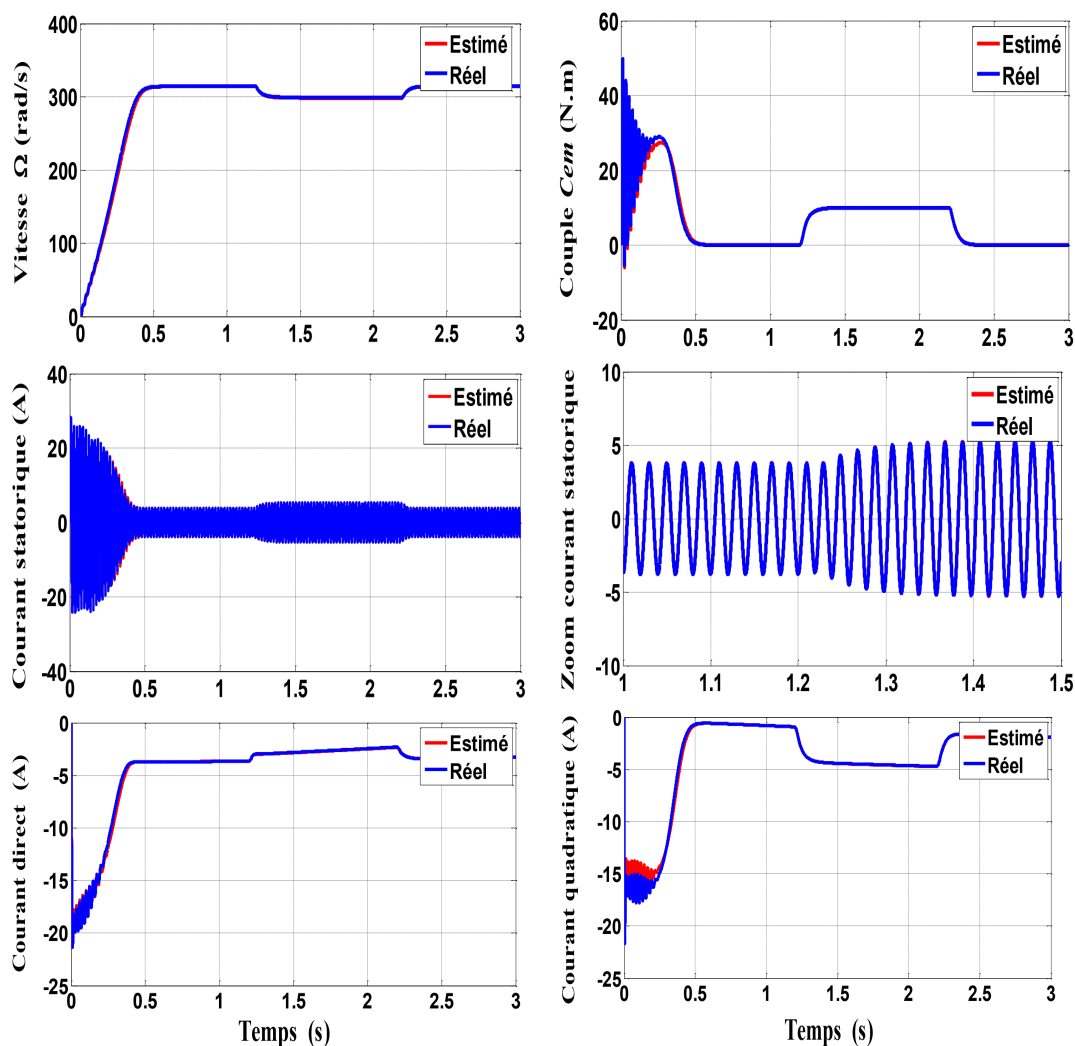 Vitesse Ω (rad/s)
400
300
200
100
0
0 0.5 1 1.5 2 2.5 3
Estimé
Réel
Couple Cem (N.m)
60
40
20
0
-20
0 0.5 1 1.5 2 2.5 3
Estimé
Réel
Courant statorique (A)
40
20
0
-20
-40
0 0.5 1 1.5 2 2.5 3
Estimé
Réel
Zoom courant statorique
10
5
0
-5
-10
1 1.1 1.2 1.3 1.4 1.5
Estimé
Réel
Courant direct (A)
0
-5
-10
-15
-20
-25
0 0.5 1 1.5 2 2.5 3
Temps (s)
Estimé
Réel
Courant quadratique (A)
0
-5
-10
-15
-20
-25
0 0.5 1 1.5 2 2.5 3
Temps (s)
Estimé
Réel